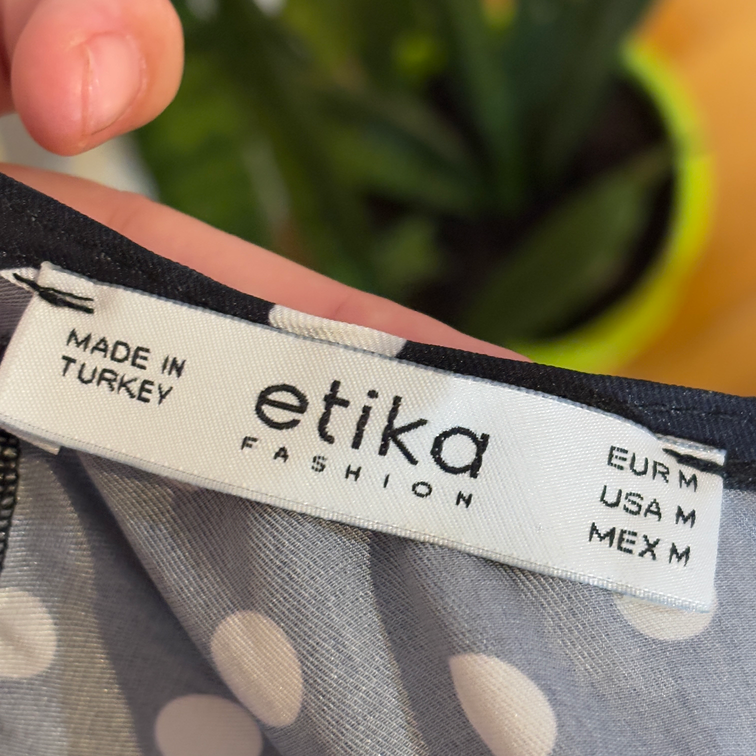 MADE IN
TURKEY
etika
FASHION
EUR M
USA M
MEX M